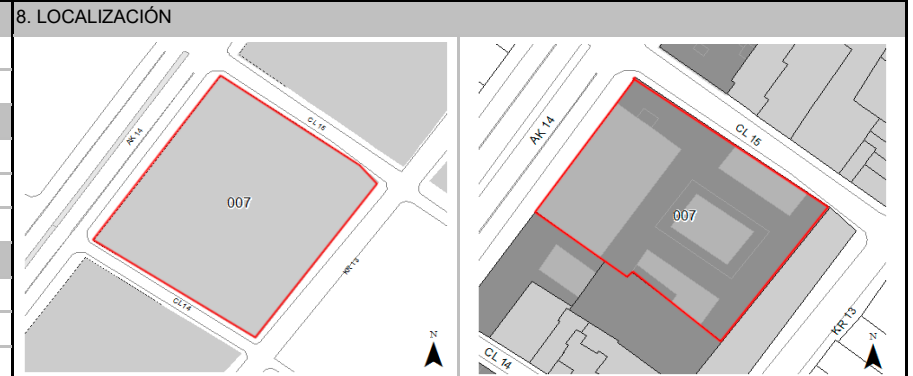 8. LOCALIZACIÓN
CL 15
AK 14
007
KR 13
CL 14
N
CL 15
AK 14
007
KR 13
CL 14
N